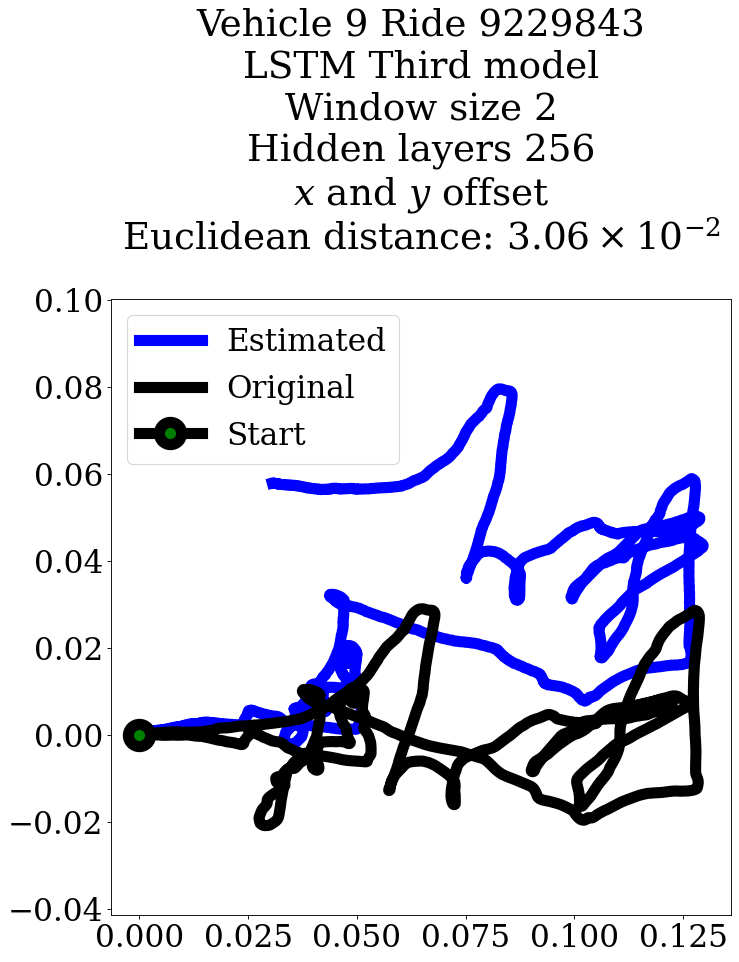 Vehicle 9 Ride 9229843
LSTM Third model
Window size 2
Hidden layers 256
x and y offset
Euclidean distance: 3.06 × 10⁻²
Estimated
Original
Start
0.10
0.08
0.06
0.04
0.02
0.00
−0.02
−0.04
0.000 0.025 0.050 0.075 0.100 0.125